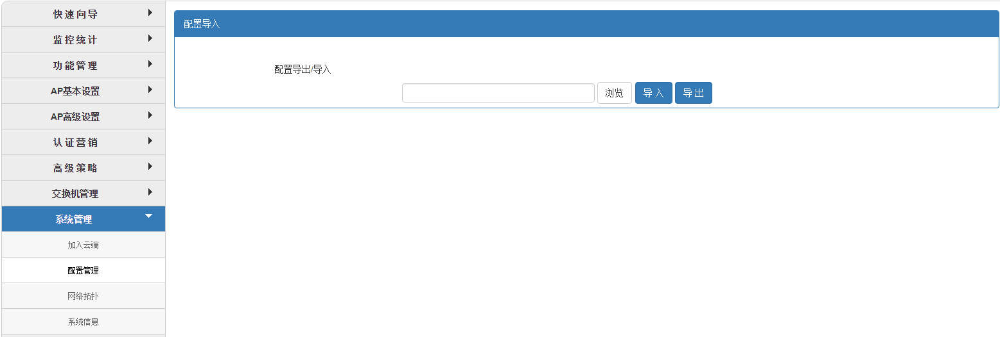 快速向导
监控统计
功能管理
AP基本设置
AP高级设置
认证营销
高级策略
交换机管理
系统管理
加入云端
配置管理
网络拓扑
系统信息
配置导入
配置导出/导入
浏览 导入 导出